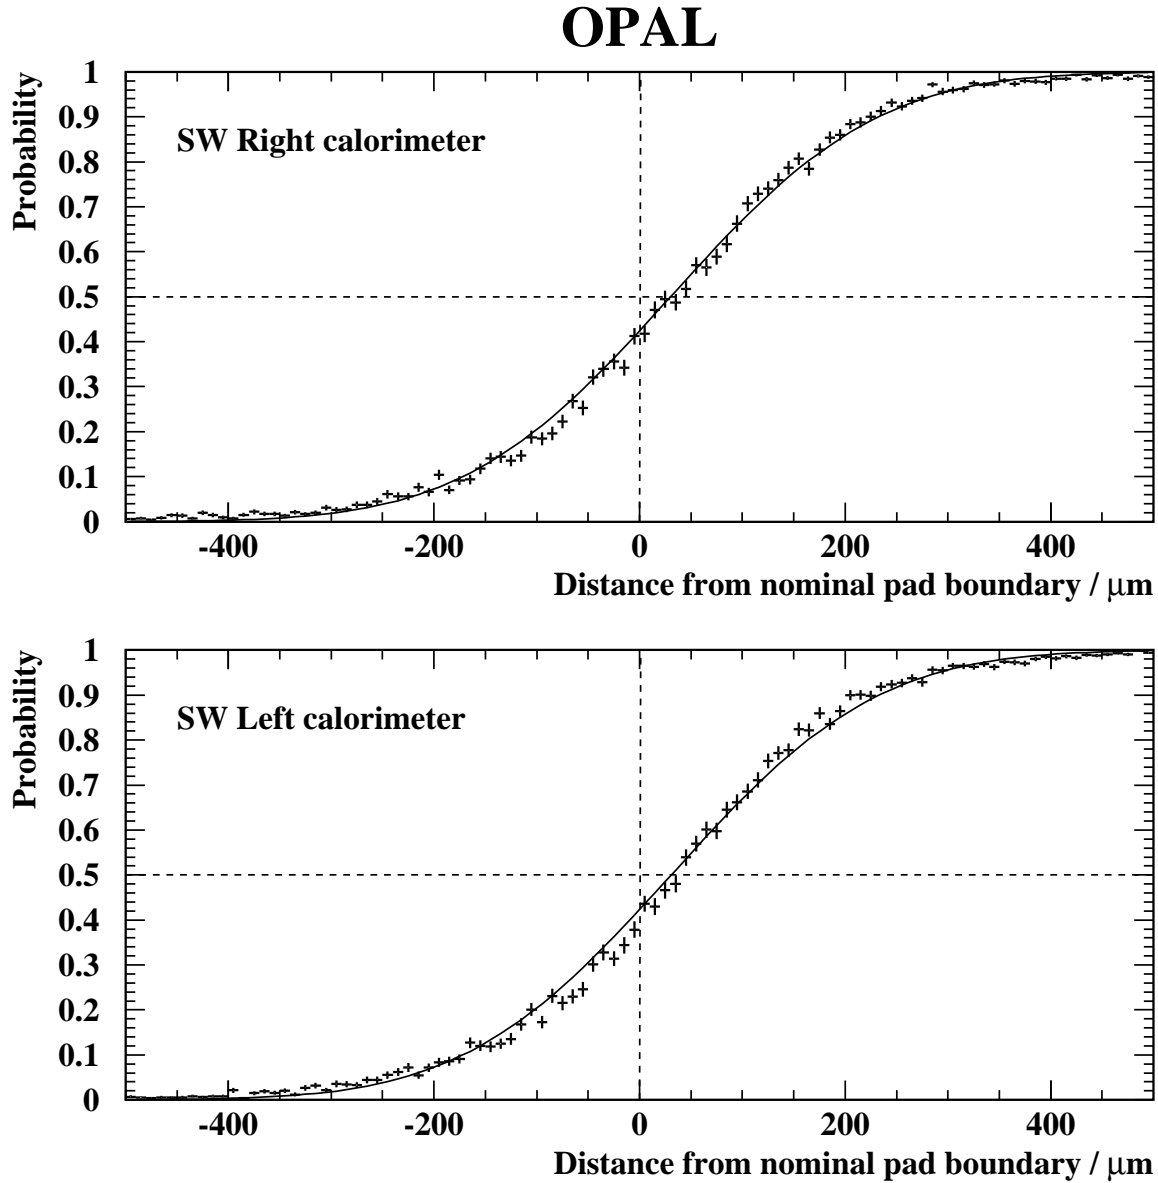 OPAL
1
0.9
0.8
0.7
0.6
0.5
0.4
0.3
0.2
0.1
0
Probability
SW Right calorimeter
-400 -200 0 200 400
Distance from nominal pad boundary / μm
1
0.9
0.8
0.7
0.6
0.5
0.4
0.3
0.2
0.1
0
Probability
SW Left calorimeter
-400 -200 0 200 400
Distance from nominal pad boundary / μm